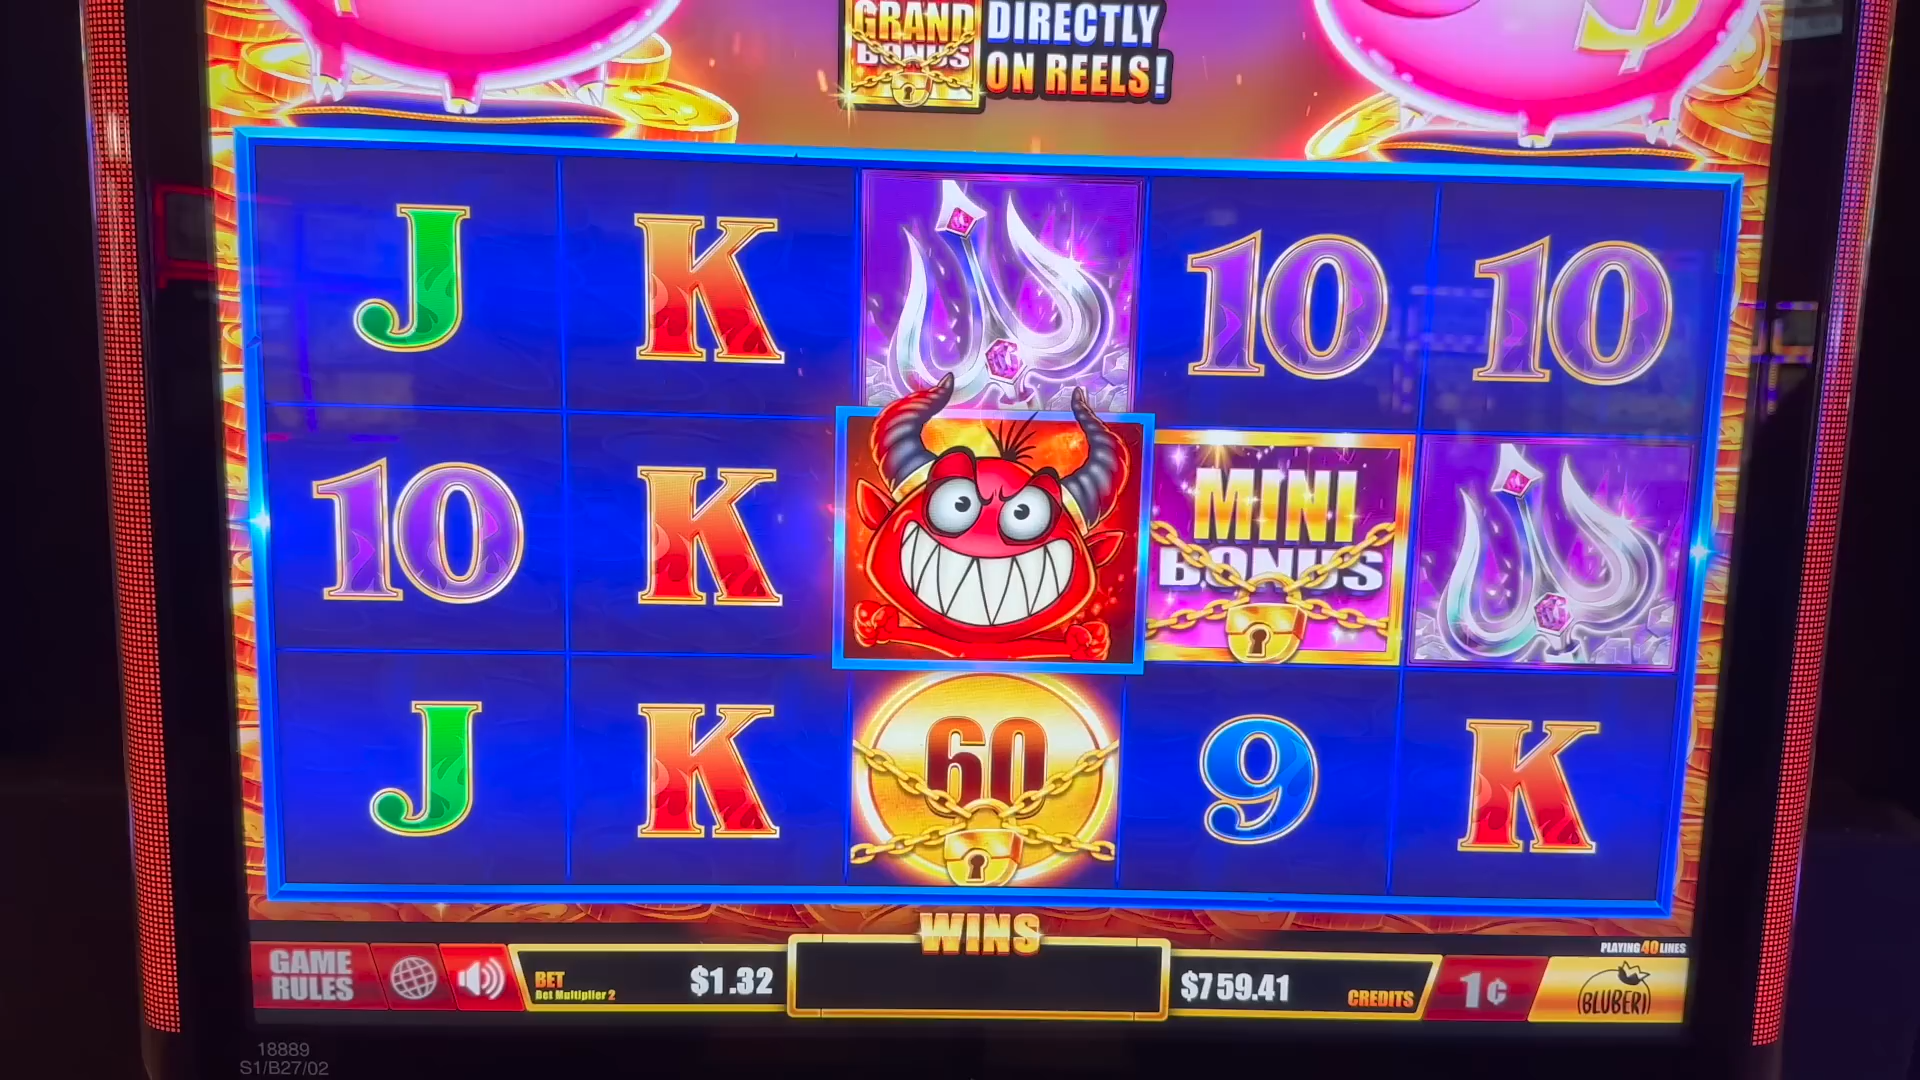 GRAND
BONUS
DIRECTLY
ON REELS!
J K 10 10
10 K MINI
BONUS
J K 60 9 K
WINS
PLAYING 40 LINES
GAME
RULES
BET
Bet Multiplier 2
$1.32
$759.41
CREDITS
1¢
BLUBERI
18889
S1/B27/02